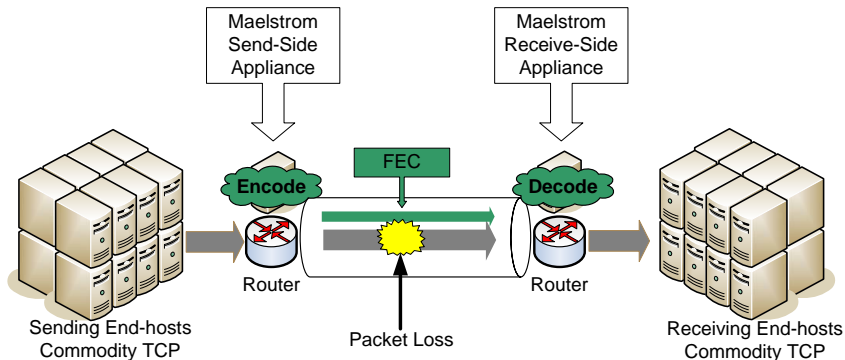 Maelstrom
Send-Side
Appliance
Maelstrom
Receive-Side
Appliance
Encode
FEC
Decode
Router
Router
Packet Loss
Sending End-hosts
Commodity TCP
Receiving End-hosts
Commodity TCP